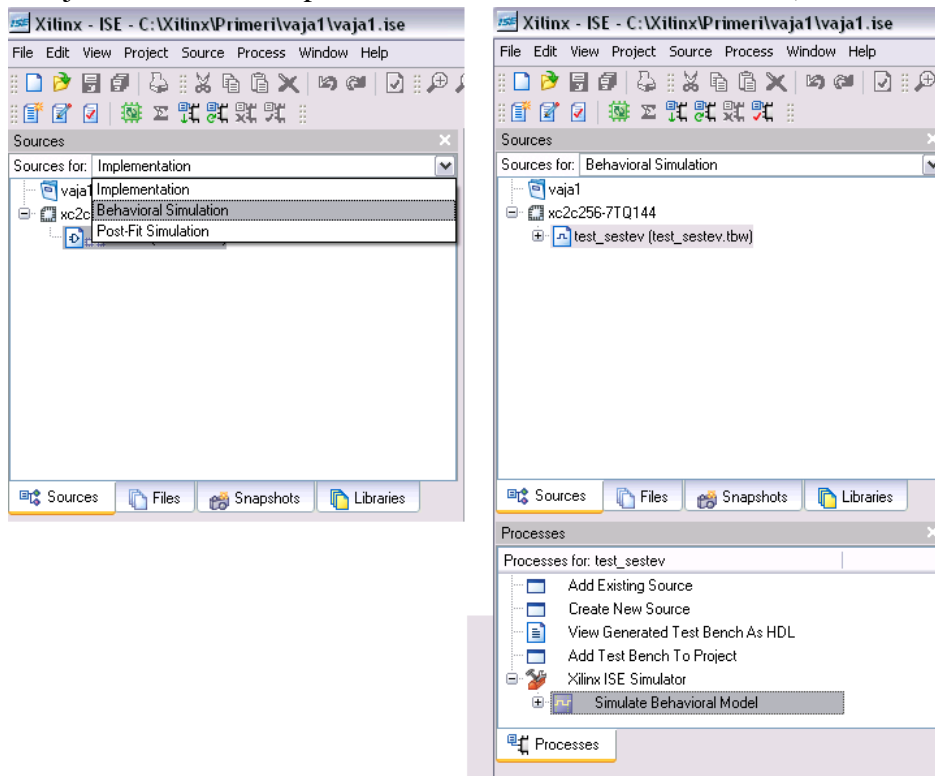 Xilinx - ISE - C:\Xilinx\Primeri\vaja1\vaja1.ise
File Edit View Project Source Process Window Help
Sources
Sources for: Implementation
Implementation
Behavioral Simulation
Post-Fit Simulation
vaja1
xc2c
Sources Files Snapshots Libraries
Xilinx - ISE - C:\Xilinx\Primeri\vaja1\vaja1.ise
File Edit View Project Source Process Window Help
Sources
Sources for: Behavioral Simulation
vaja1
xc2c256-7TQ144
test_sestev (test_sestev.tbw)
Sources Files Snapshots Libraries
Processes
Processes for: test_sestev
Add Existing Source
Create New Source
View Generated Test Bench As HDL
Add Test Bench To Project
Xilinx ISE Simulator
Simulate Behavioral Model
Processes